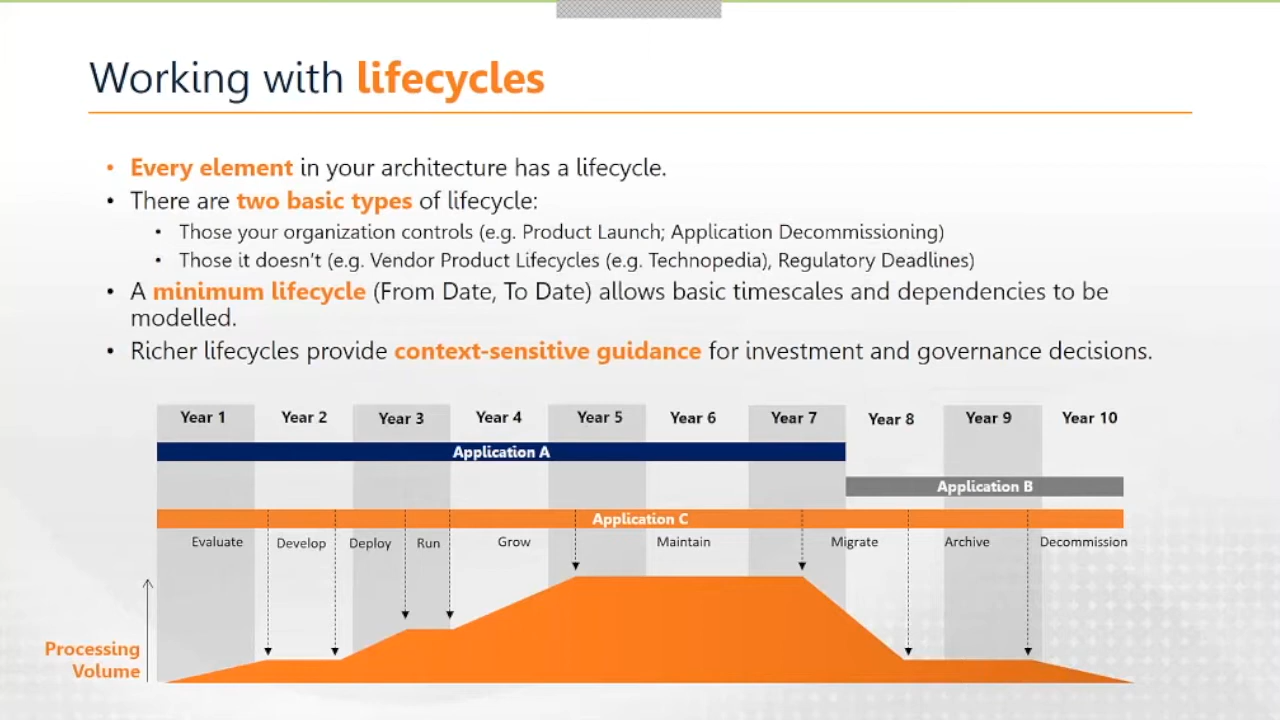 Working with lifecycles
• Every element in your architecture has a lifecycle.
• There are two basic types of lifecycle:
• Those your organization controls (e.g. Product Launch; Application Decommissioning)
• Those it doesn't (e.g. Vendor Product Lifecycles (e.g. Technopedia), Regulatory Deadlines)
• A minimum lifecycle (From Date, To Date) allows basic timescales and dependencies to be
modelled.
• Richer lifecycles provide context-sensitive guidance for investment and governance decisions.
Year 1 Year 2 Year 3 Year 4 Year 5 Year 6 Year 7 Year 8 Year 9 Year 10
Application A
Application B
Application C
Evaluate Develop Deploy Run Grow Maintain Migrate Archive Decommission
Processing
Volume